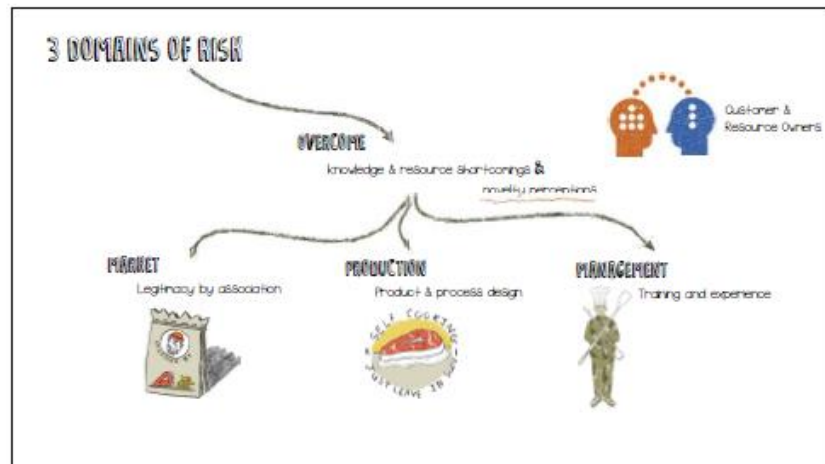 3 DOMAINS OF RISK
Customer &
Resource Owners
OVERCOME
knowledge & resource shortcomings &
novelty perceptions
MARKET
Legitimacy by association
PRODUCTION
Product & process design
MANAGEMENT
Training and experience
SELF COOKING
JUST LEAVE IN